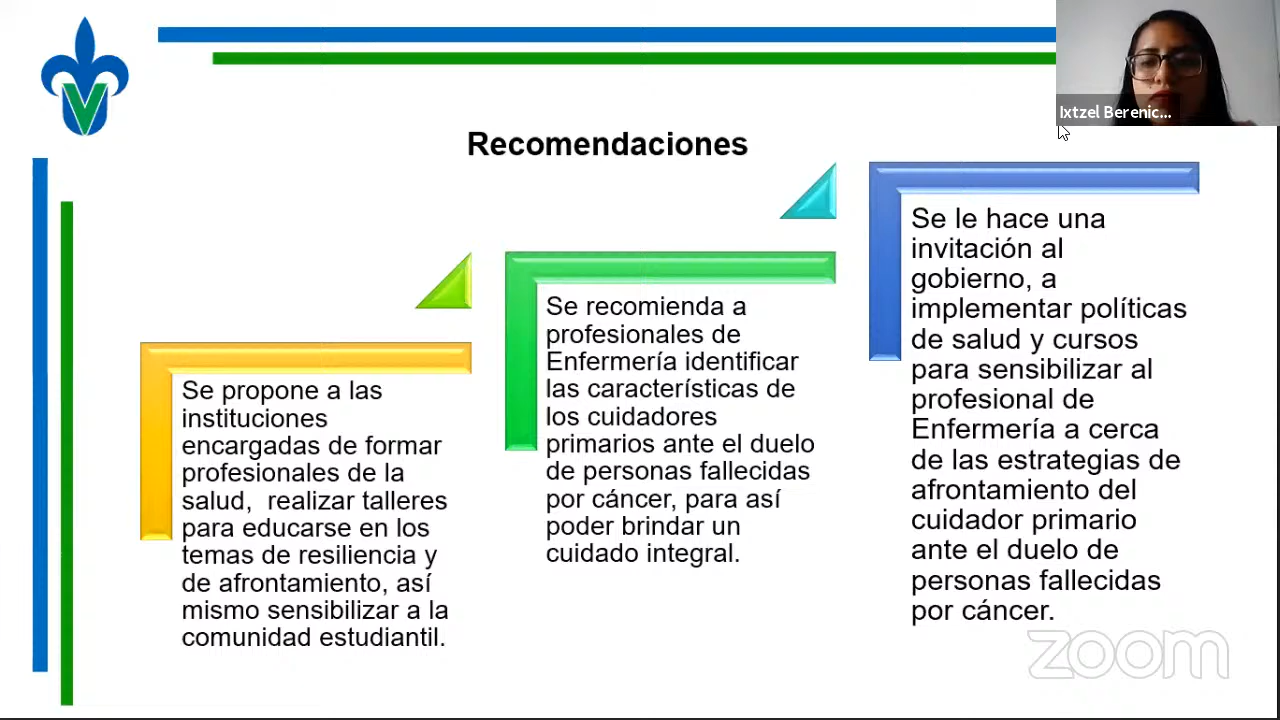 Ixtzel Berenic...
Recomendaciones
Se propone a las
instituciones
encargadas de formar
profesionales de la
salud,  realizar talleres
para educarse en los
temas de resiliencia y
de afrontamiento, así
mismo sensibilizar a la
comunidad estudiantil.
Se recomienda a
profesionales de
Enfermería identificar
las características de
los cuidadores
primarios ante el duelo
de personas fallecidas
por cáncer, para así
poder brindar un
cuidado integral.
Se le hace una
invitación al
gobierno, a
implementar políticas
de salud y cursos
para sensibilizar al
profesional de
Enfermería a cerca
de las estrategias de
afrontamiento del
cuidador primario
ante el duelo de
personas fallecidas
por cáncer.
zoom